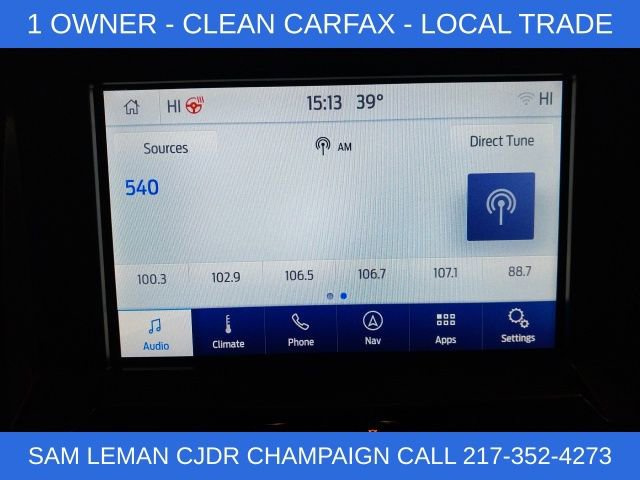 1 OWNER - CLEAN CARFAX - LOCAL TRADE
HI 15:13 39° HI
Sources AM Direct Tune
540
100.3 102.9 106.5 106.7 107.1 88.7
Audio Climate Phone Nav Apps Settings
SAM LEMAN CJDR CHAMPAIGN CALL 217-352-4273